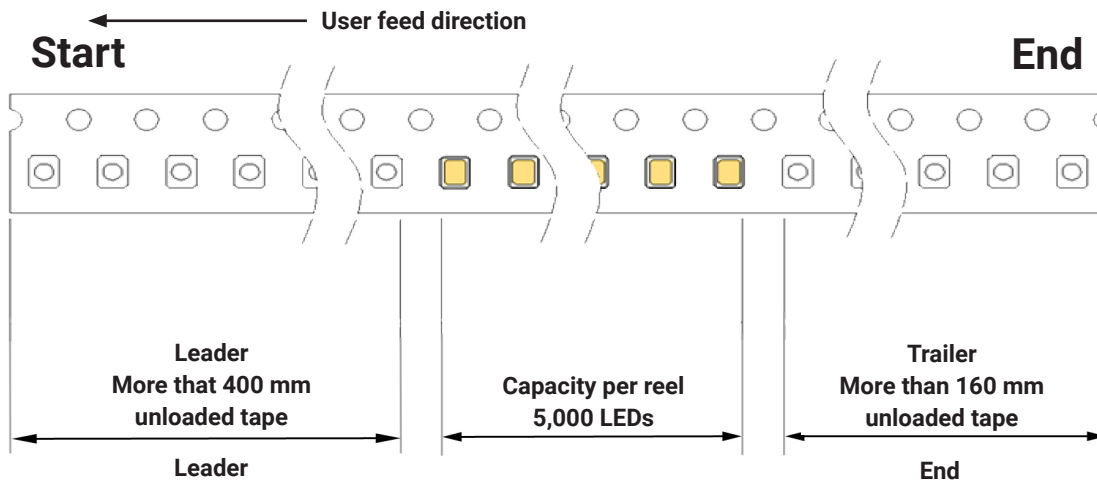 User feed direction
Start
End
Leader
More that 400 mm
unloaded tape
Capacity per reel
5,000 LEDs
Trailer
More than 160 mm
unloaded tape
Leader
End